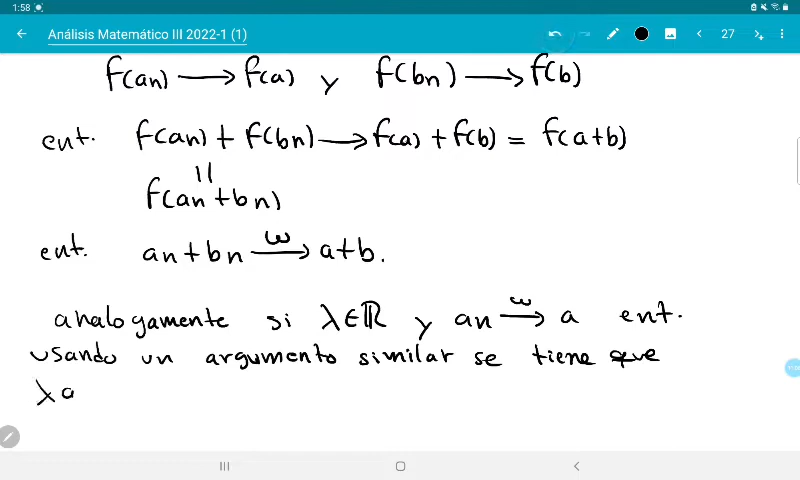 1:58
Análisis Matemático III 2022-1 (1)
27
f(an) ⟶ f(a) y f(bn) ⟶ f(b)
ent. f(an) + f(bn) ⟶ f(a) + f(b) = f(a+b)
||
f(an+bn)
ent. an+bn —w→ a+b.
analogamente si λ∈ℝ y an —w→ a ent.
usando un argumento similar se tiene que
λa